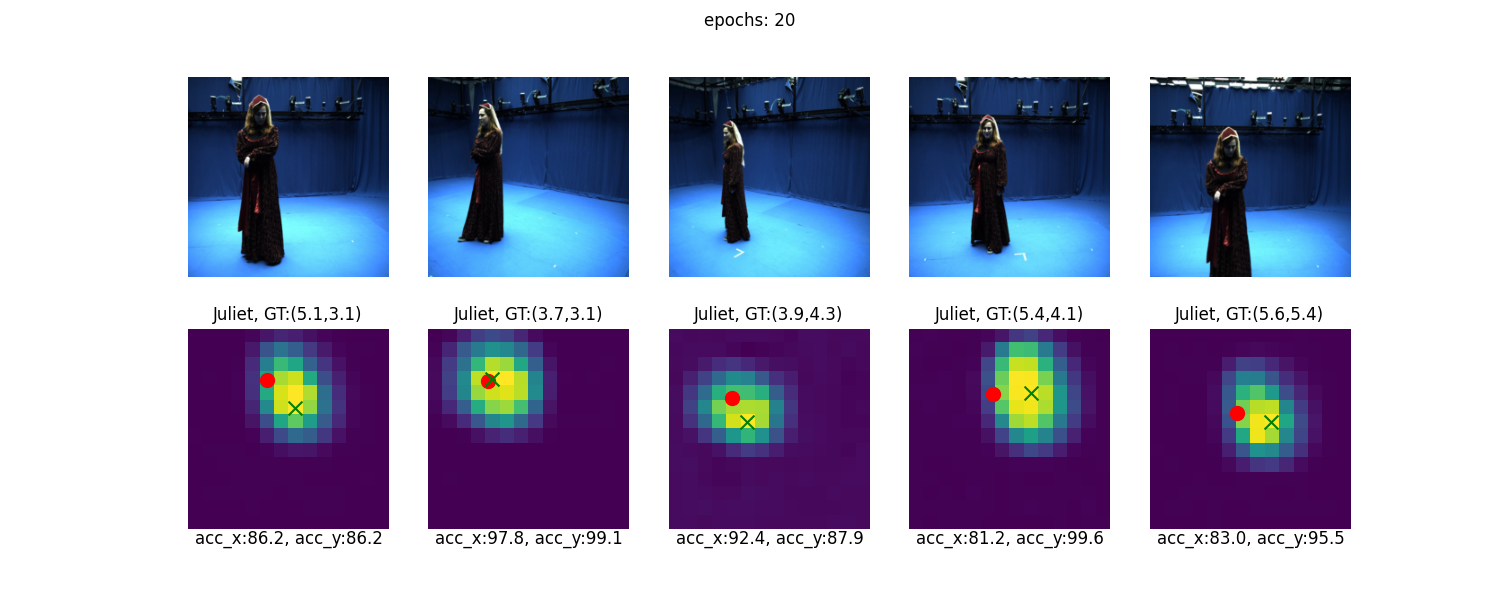 epochs: 20
Juliet, GT:(5.1,3.1)
Juliet, GT:(3.7,3.1)
Juliet, GT:(3.9,4.3)
Juliet, GT:(5.4,4.1)
Juliet, GT:(5.6,5.4)
acc_x:86.2, acc_y:86.2
acc_x:97.8, acc_y:99.1
acc_x:92.4, acc_y:87.9
acc_x:81.2, acc_y:99.6
acc_x:83.0, acc_y:95.5